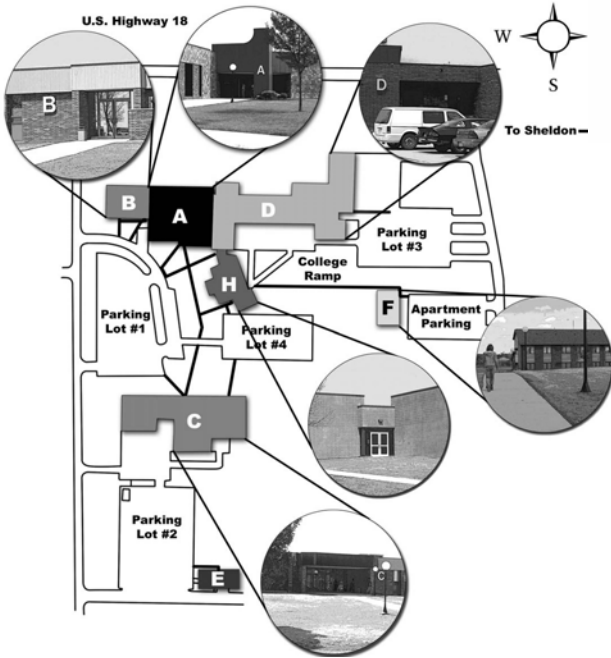 U.S. Highway 18
W
S
B
A
D
To Sheldon
B
A
D
Parking
Lot #3
H
College
Ramp
F
Apartment
Parking
Parking
Lot #1
Parking
Lot #4
C
Parking
Lot #2
E
C